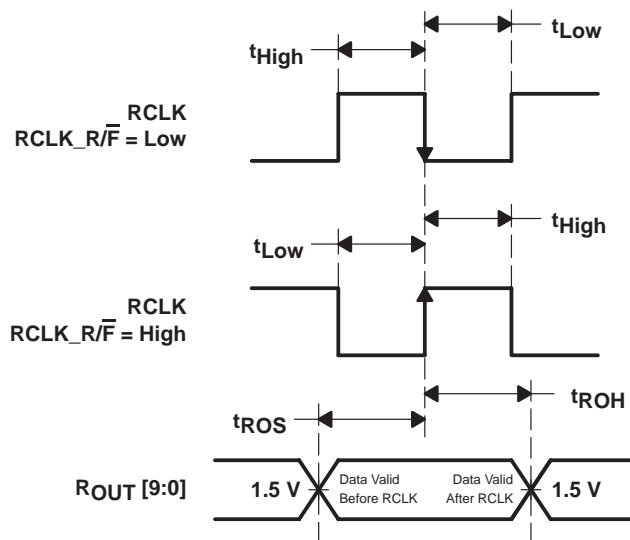 tHigh
tLow
RCLK
RCLK_R/F̅ = Low
tLow
tHigh
RCLK
RCLK_R/F̅ = High
tROS
tROH
ROUT [9:0]
1.5 V
Data Valid
Before RCLK
Data Valid
After RCLK
1.5 V